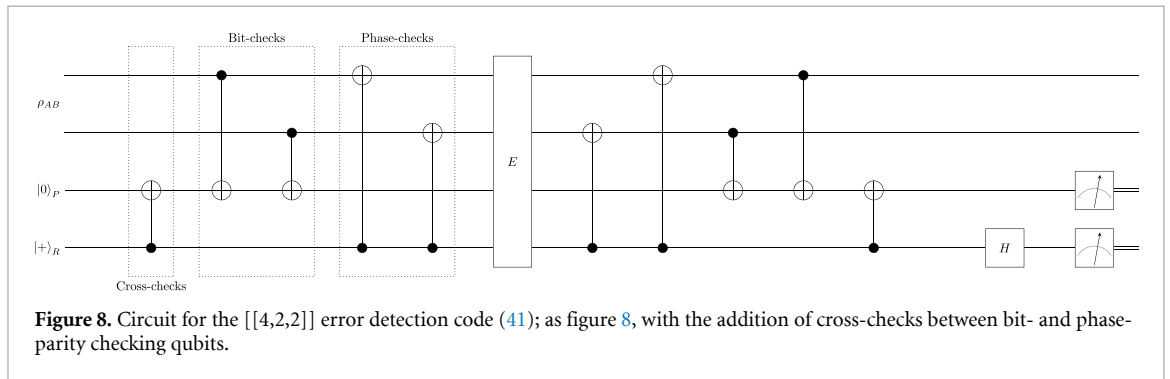 Bit-checks Phase-checks
ρ_AB
E
|0⟩_P
|+⟩_R H
Cross-checks
Figure 8. Circuit for the [[4,2,2]] error detection code (41); as figure 8, with the addition of cross-checks between bit- and phase-
parity checking qubits.